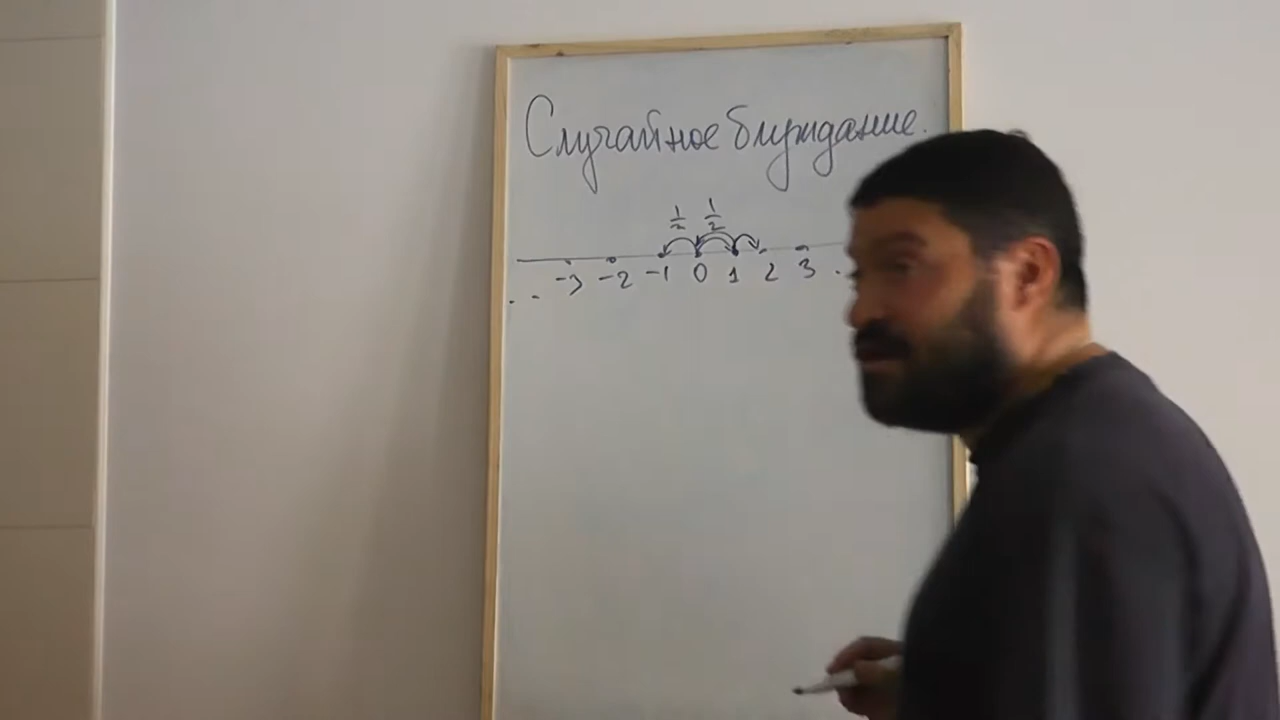 Случайное блуждание.
1/2 1/2
-3 -2 -1 0 1 2 3 .
. .